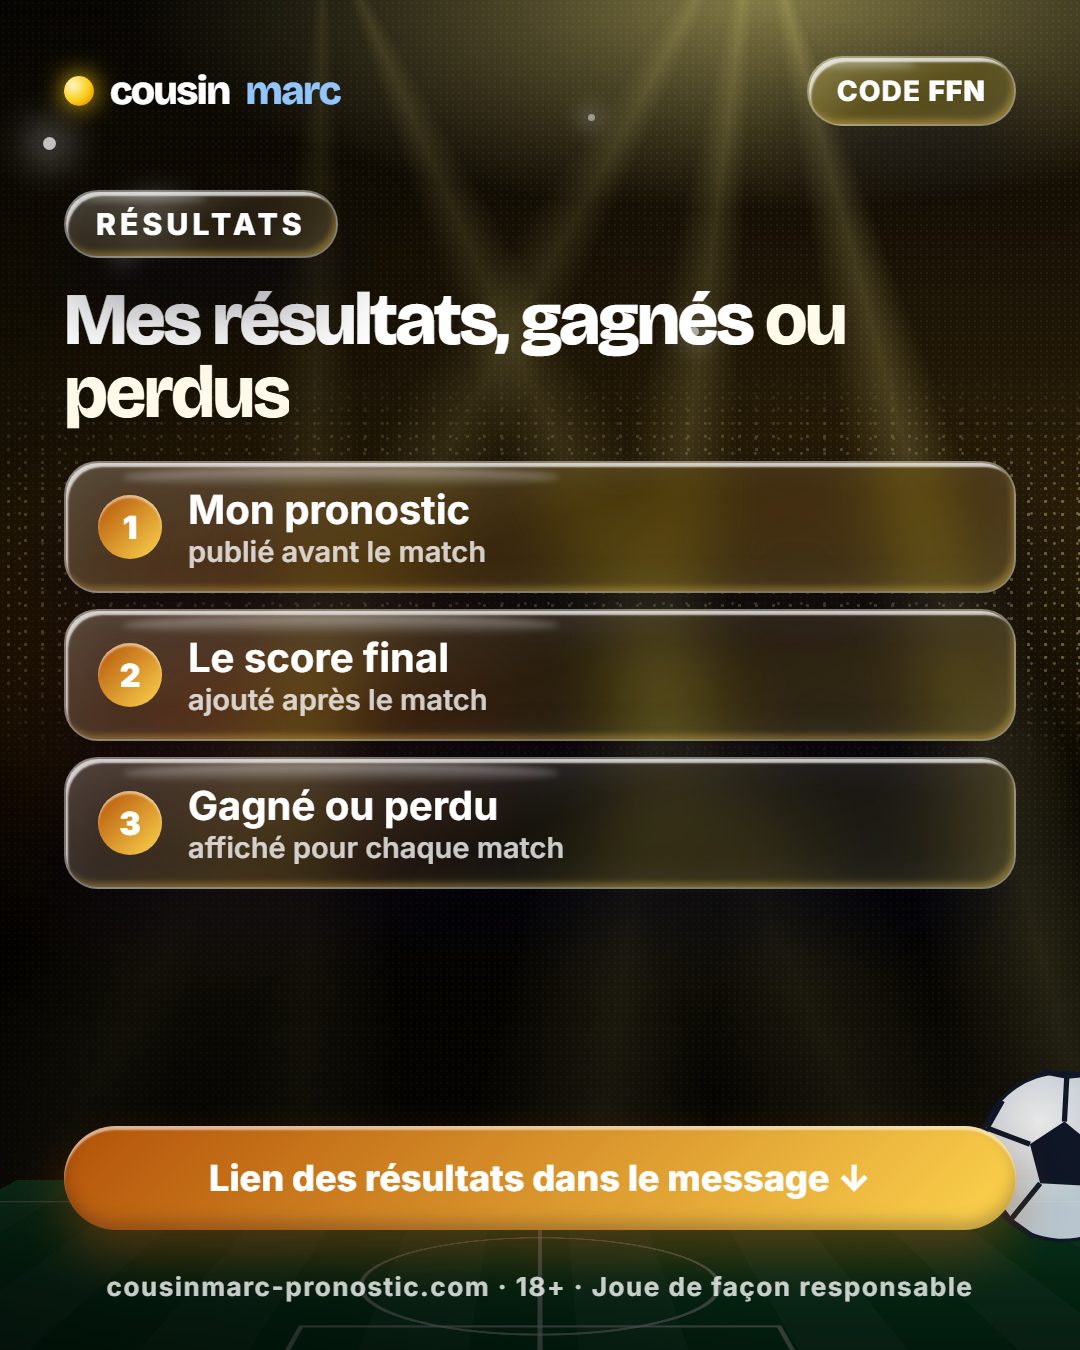 cousin marc
CODE FFN
RÉSULTATS
Mes résultats, gagnés ou
perdus
1
Mon pronostic
publié avant le match
2
Le score final
ajouté après le match
3
Gagné ou perdu
affiché pour chaque match
Lien des résultats dans le message ↓
cousinmarc-pronostic.com · 18+ · Joue de façon responsable